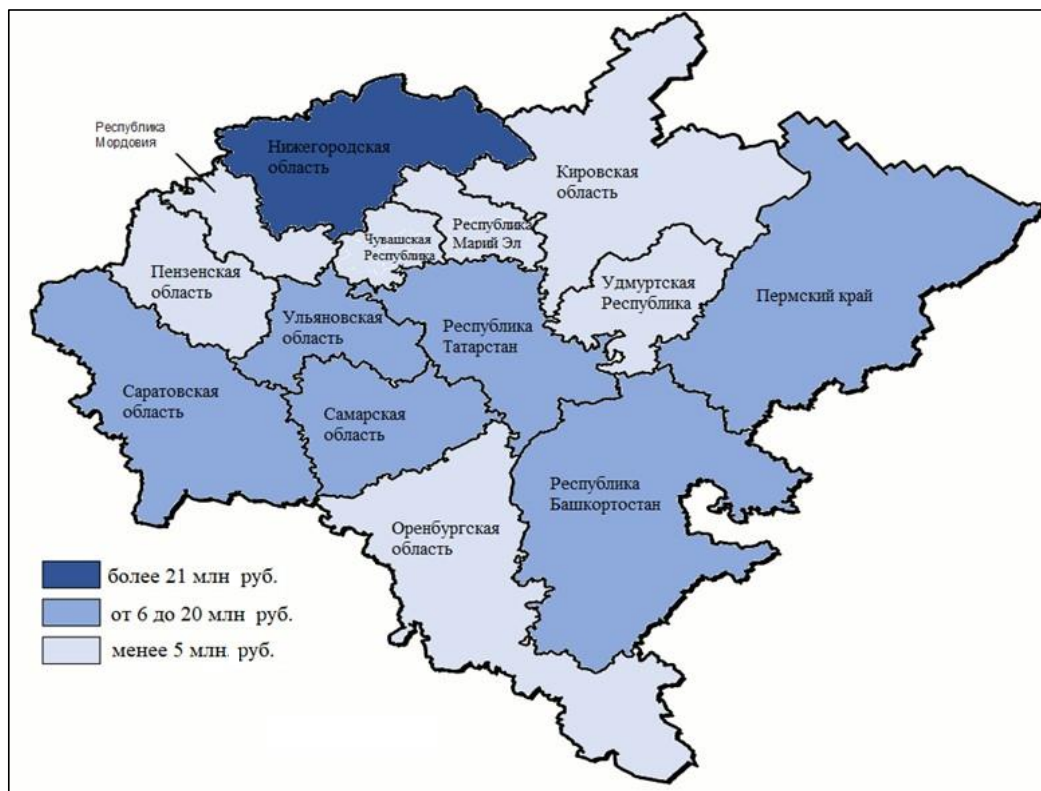 Республика
Мордовия
Нижегородская
область
Кировская
область
Чувашская
Республика
Республика
Марий Эл
Пензенская
область
Удмуртская
Республика
Пермский край
Ульяновская
область
Республика
Татарстан
Саратовская
область
Самарская
область
Республика
Башкортостан
Оренбургская
область
более 21 млн руб.
от 6 до 20 млн руб.
менее 5 млн. руб.